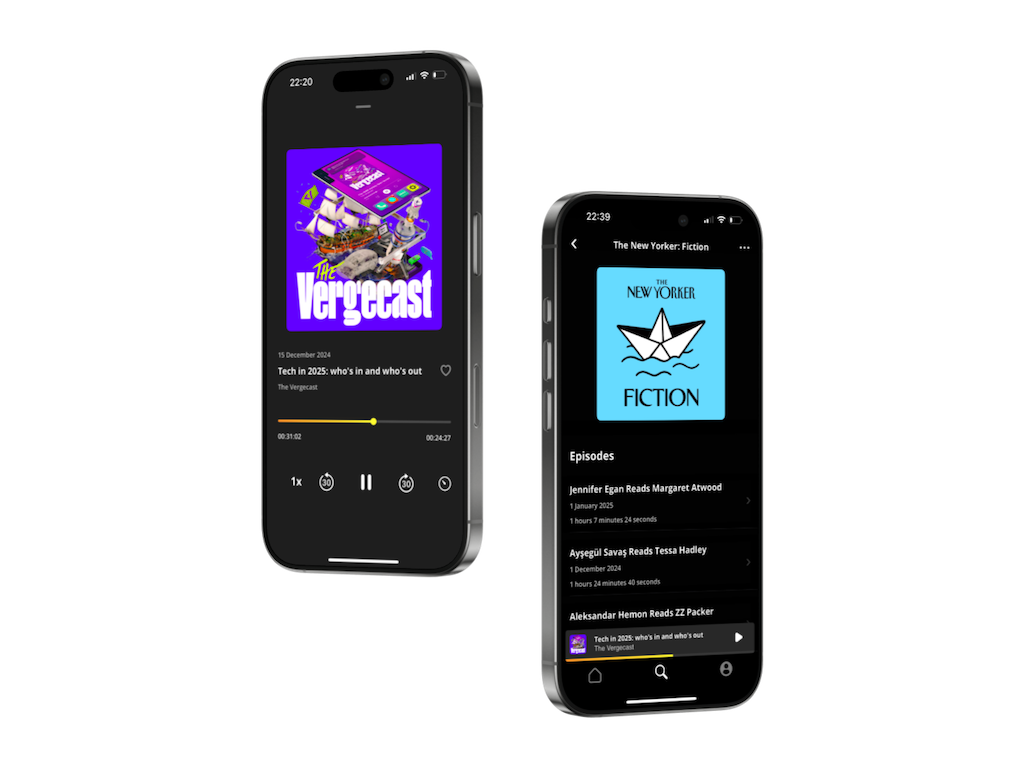 22:20
Vergecast
THE
Vergecast
15 December 2024
Tech in 2025: who's in and who's out
The Vergecast
00:31:02
00:24:27
1x
30
30
22:39
The New Yorker: Fiction
THE
NEW YORKER
FICTION
Episodes
Jennifer Egan Reads Margaret Atwood
1 January 2025
1 hours 7 minutes 24 seconds
Ayşegül Savaş Reads Tessa Hadley
1 December 2024
1 hours 24 minutes 40 seconds
Aleksandar Hemon Reads ZZ Packer
Vergecast
Tech in 2025: who's in and who's out
The Vergecast